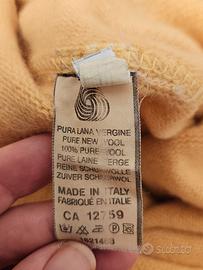 PURA LANA VERGINE
PURE NEW WOOL
100% PURE WOOL
PURE LAINE VIERGE
REINE SCHURWOLLE
ZUIVER SCHEERWOL
MADE IN ITALY
FABRIQUÉ EN ITALIE
CA 12759
subito